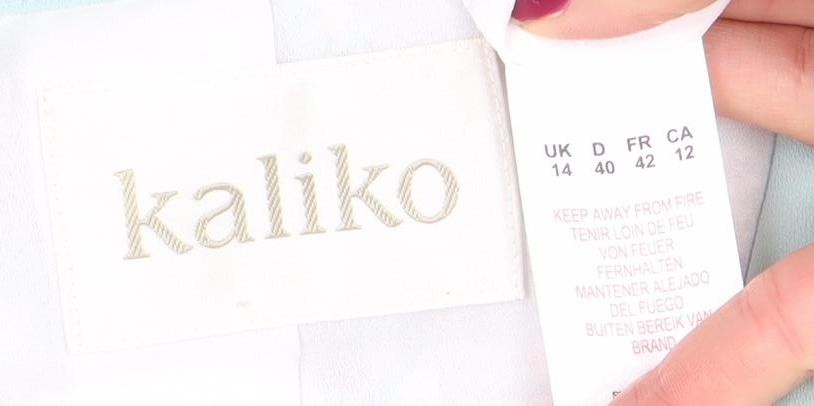 kaliko
UK D FR CA
14 40 42 12
KEEP AWAY FROM FIRE
TENIR LOIN DE FEU
VON FEUER
FERNHALTEN
MANTENER ALEJADO
DEL FUEGO
BUITEN BEREIK VAN
BRAND